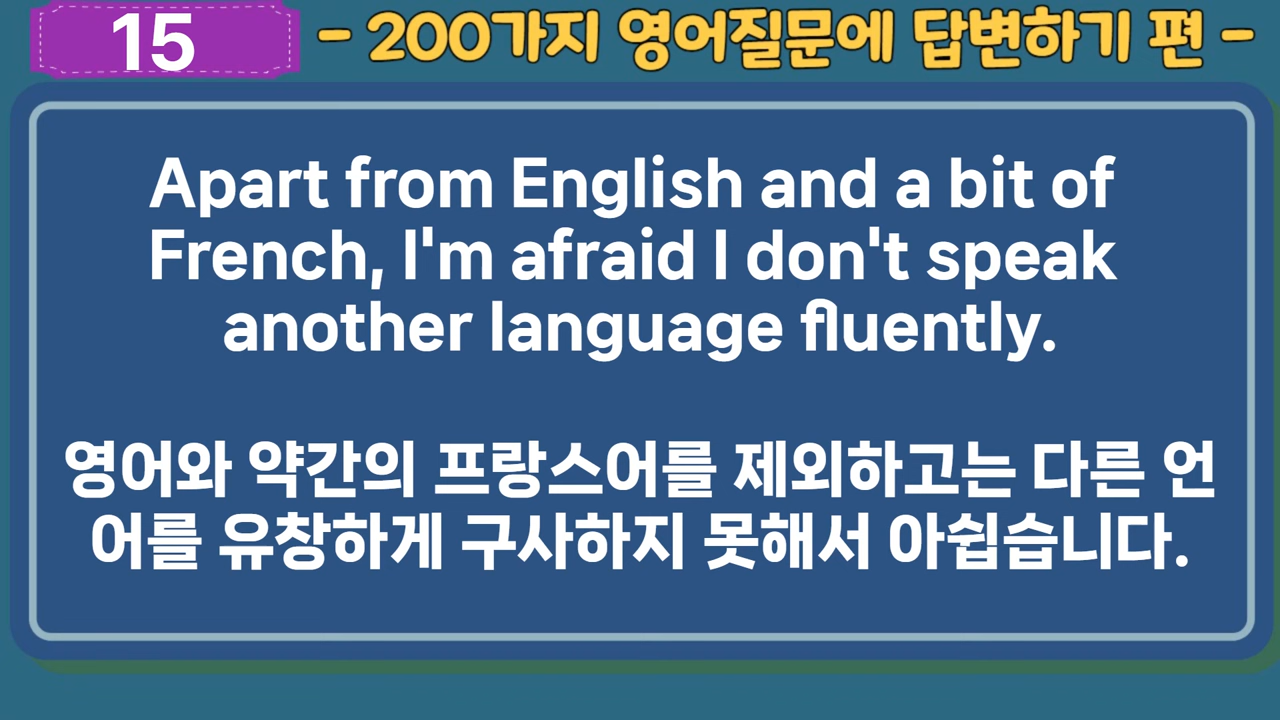 15
- 200가지 영어질문에 답변하기 편 -
Apart from English and a bit of
French, I'm afraid I don't speak
another language fluently.
영어와 약간의 프랑스어를 제외하고는 다른 언
어를 유창하게 구사하지 못해서 아쉽습니다.